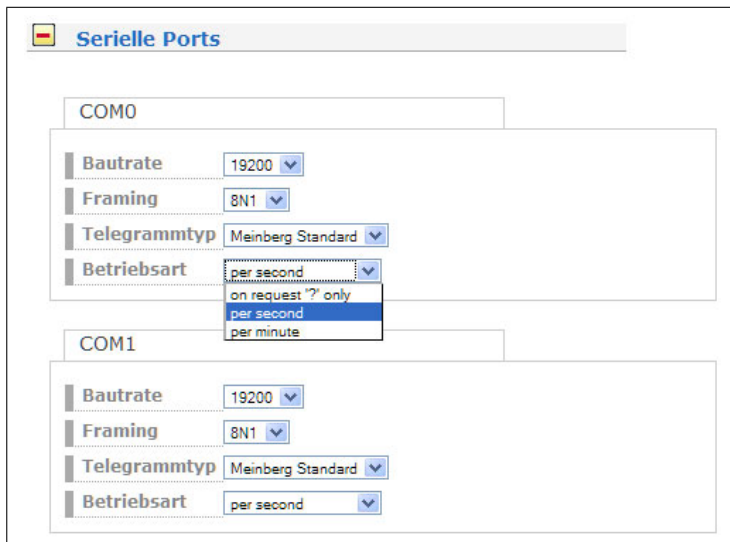 Serielle Ports
COM0
Bautrate 19200
Framing 8N1
Telegrammtyp Meinberg Standard
Betriebsart per second
on request "?" only
per second
per minute
COM1
Bautrate 19200
Framing 8N1
Telegrammtyp Meinberg Standard
Betriebsart per second